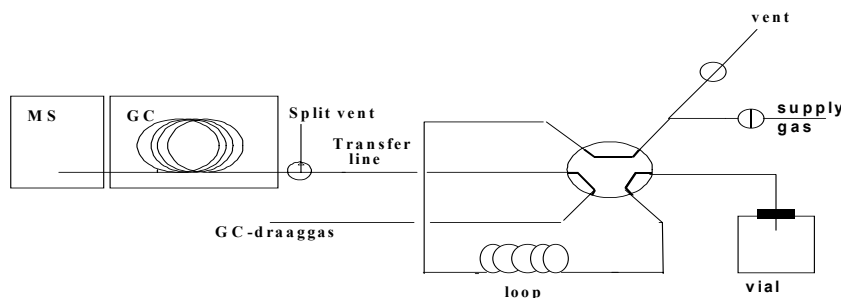 vent
MS
GC
Split vent
supply
gas
Transfer
line
GC-draaggas
loop
vial